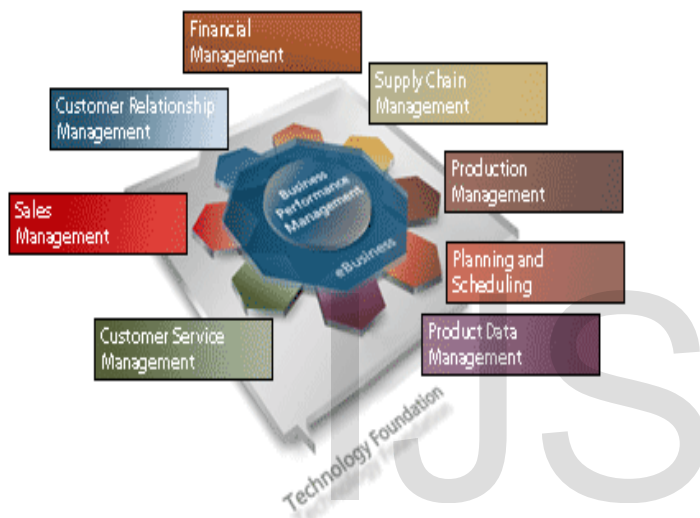 Financial
Management
Supply Chain
Management
Customer Relationship
Management
Production
Management
Sales
Management
Business
Performance
Management
eBusiness
Planning and
Scheduling
Customer Service
Management
Product Data
Management
Technology Foundation
IJS